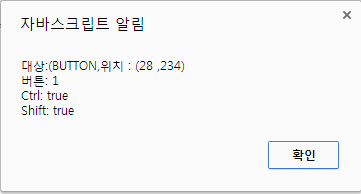 자바스크립트 알림
대상:(BUTTON,위치 : (28 ,234)
버튼: 1
Ctrl: true
Shift: true
확인